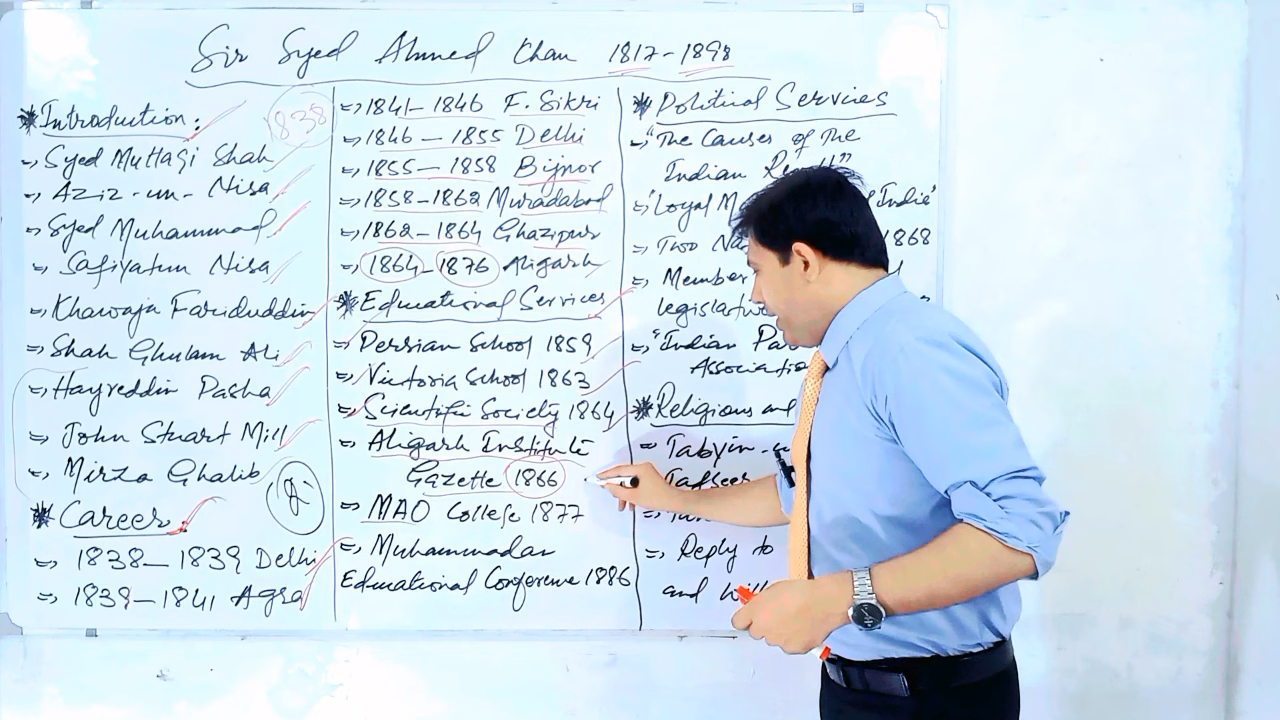 Sir Syed Ahmed Khan 1817-1898
* Introduction:
1838
=> Syed Muttaqi Shah
=> Aziz-un-Nisa
=> Syed Muhammad
=> Safiyatun Nisa
=> Khawaja Fariduddin
=> Shah Ghulam Ali
=> Hayreddin Pasha
=> John Stuart Mill
=> Mirza Ghalib
* Career
=> 1838-1839 Delhi
=> 1839-1841 Agra
=> 1841-1846 F. Sikri
=> 1846-1855 Delhi
=> 1855-1858 Bijnor
=> 1858-1862 Muradabad
=> 1862-1864 Ghazipur
=> 1864-1876 Aligarh
* Educational Services
=> Persian School 1859
=> Victoria School 1863
=> Scientific Society 1864
=> Aligarh Institute
Gazette 1866
=> MAO College 1877
=> Muhammadan
Educational Conference 1886
* Political Services
=> "The Causes of The
Indian Revolt"
=> "Loyal of India"
=> Two 1868
=> Member
legislative
=> "Indian
Association
* Religious and
=> Tabyin-
=> Tafseer
=> Reply to
and